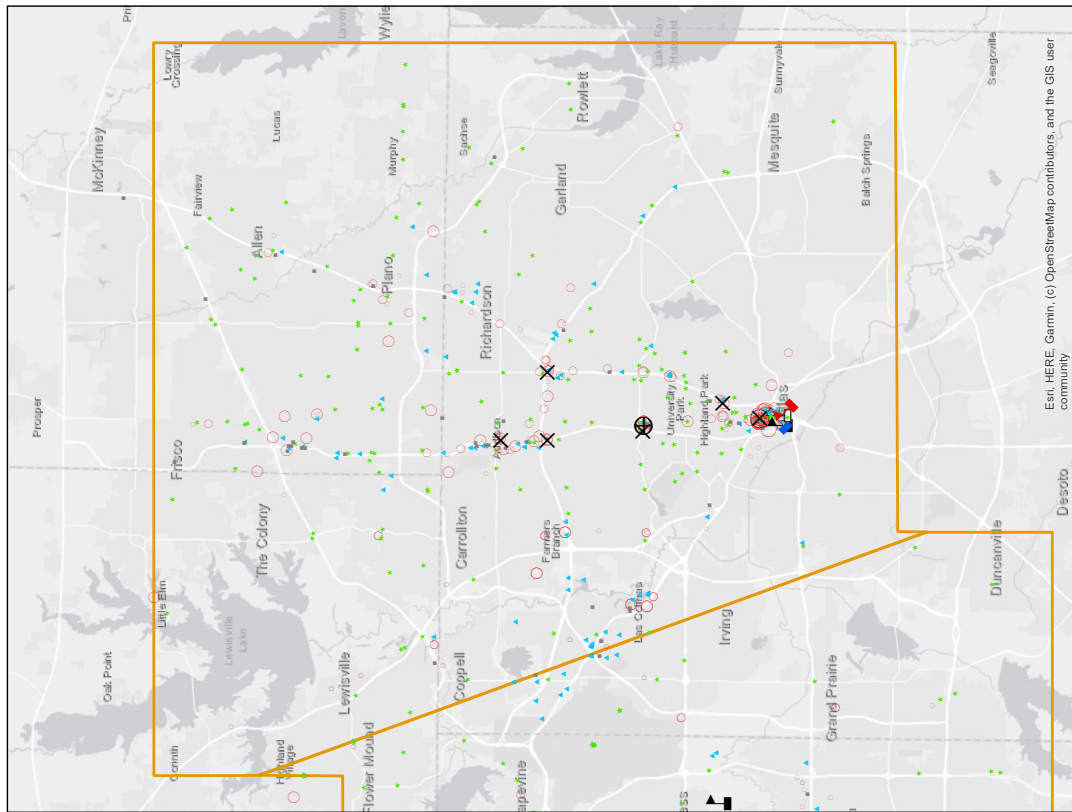 Prosper
McKinney
Lowry
Crossing
Lavon
Wylie
Frisco
Fairview
Lucas
Little Elm
Oak Point
The Colony
Allen
Murphy
Lewisville
Lake
Corinth
Highland
Village
Lewisville
Plano
Sachse
Flower Mound
Coppell
Carrollton
Addison
Richardson
Garland
Rowlett
Lake Ray
Hubbard
Farmers
Branch
Las Colinas
University
Park
Highland Park
Irving
Mesquite
Sunnyvale
Balch Springs
Grand Prairie
Duncanville
Desoto
Seagoville
Esri, HERE, Garmin, (c) OpenStreetMap contributors, and the GIS user
community